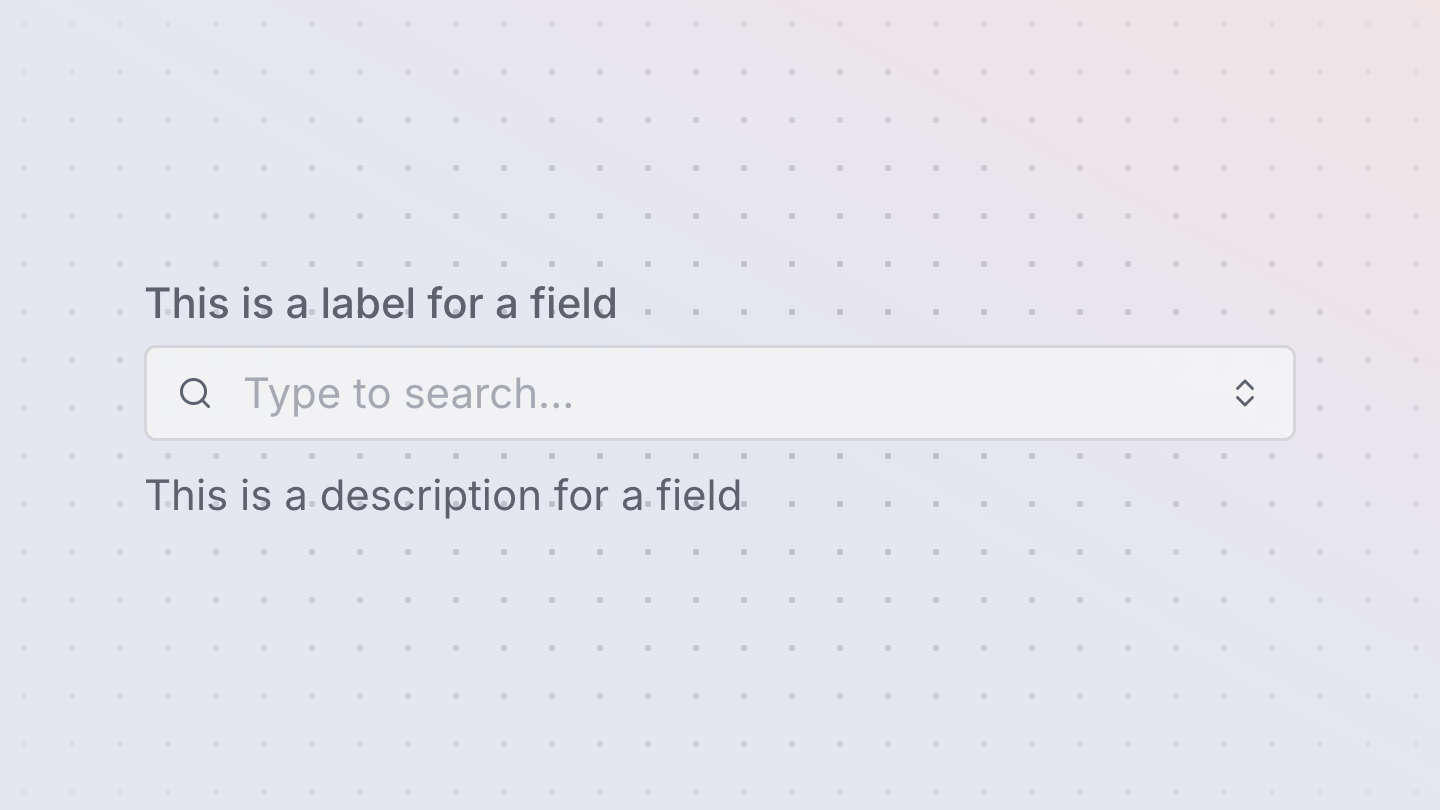 This is a label for a field
Type to search...
This is a description for a field